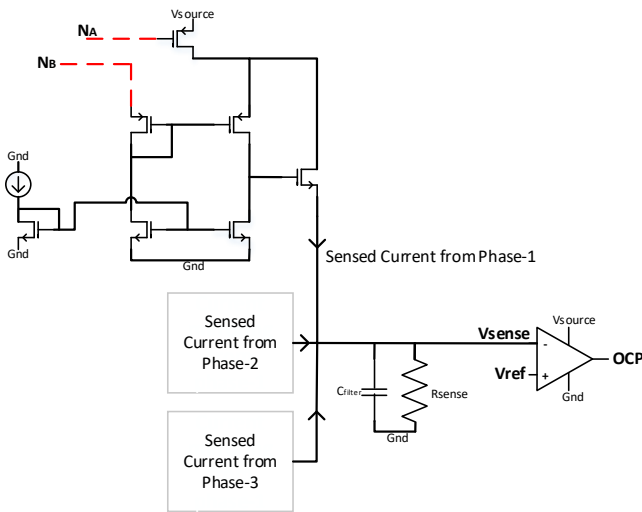 Vsource
NA
NB
Gnd
Gnd
Gnd
Sensed Current from Phase-1
Sensed
Current from
Phase-2
Vsense
Vsource
-
OCP
Vref
+
Gnd
Cfilter
Rsense
Gnd
Sensed
Current from
Phase-3